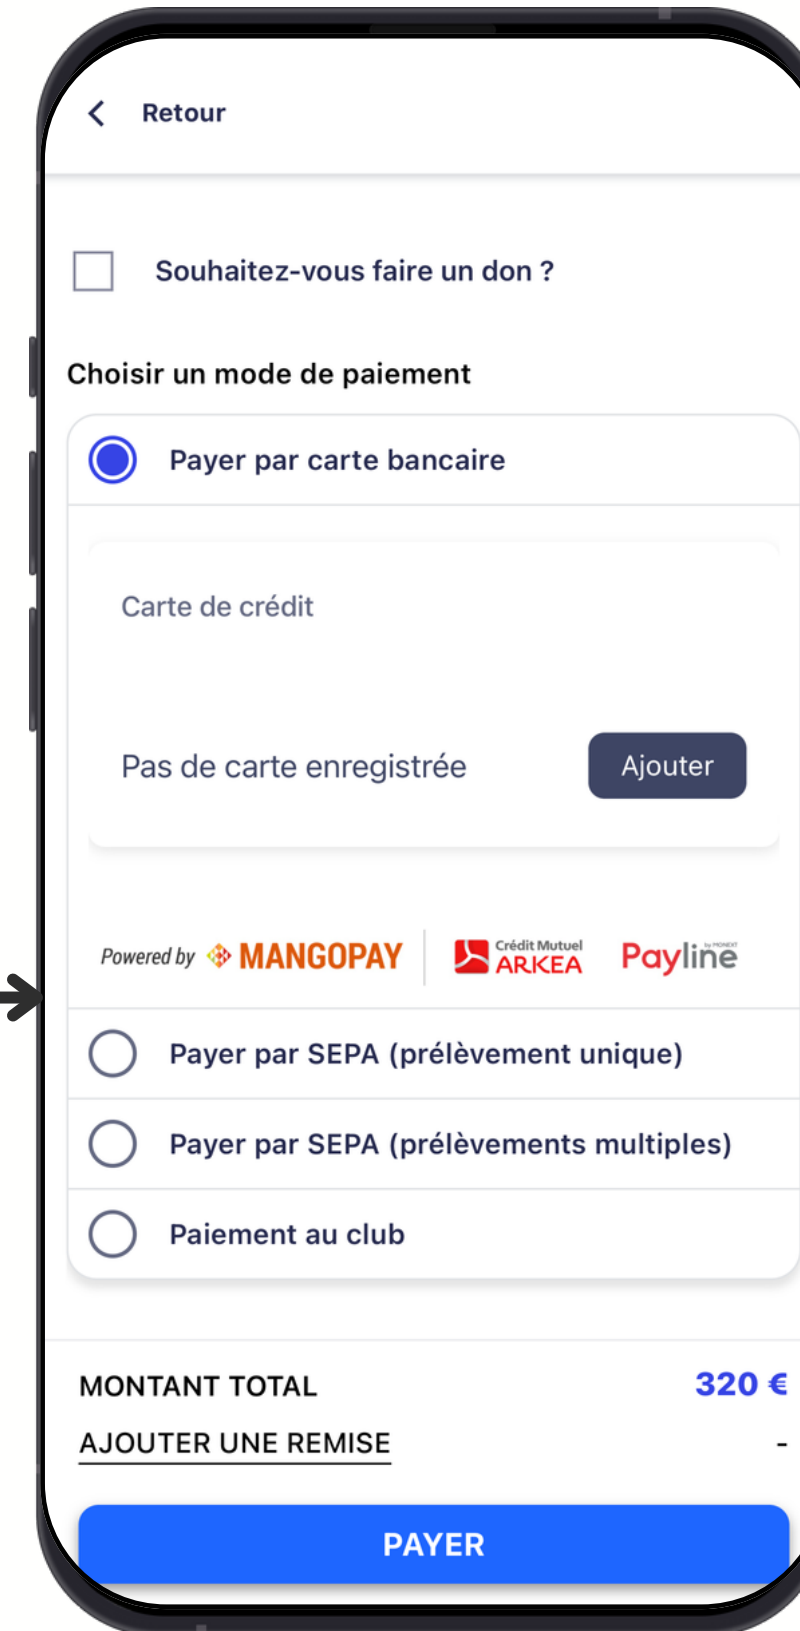 Retour
Souhaitez-vous faire un don ?
Choisir un mode de paiement
Payer par carte bancaire
Carte de crédit
Pas de carte enregistrée
Ajouter
Powered by MANGOPAY
Crédit Mutuel
ARKEA
Payline
by MONEXT
Payer par SEPA (prélèvement unique)
Payer par SEPA (prélèvements multiples)
Paiement au club
MONTANT TOTAL 320 €
AJOUTER UNE REMISE -
PAYER